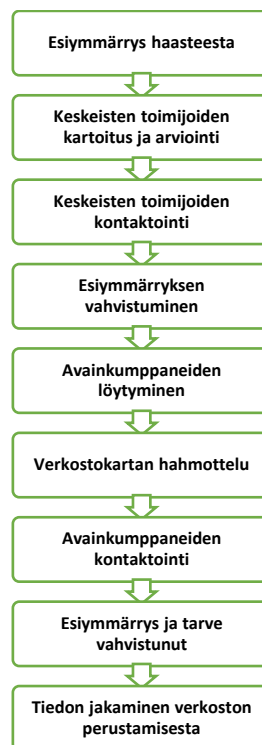 Esiymmärrys haasteesta
Keskeisten toimijoiden
kartoitus ja arviointi
Keskeisten toimijoiden
kontaktointi
Esiymmärryksen
vahvistuminen
Avainkumppaneiden
löytyminen
Verkostokartan hahmottelu
Avainkumppaneiden
kontaktointi
Esiymmärrys ja tarve
vahvistunut
Tiedon jakaminen verkoston
perustamisesta